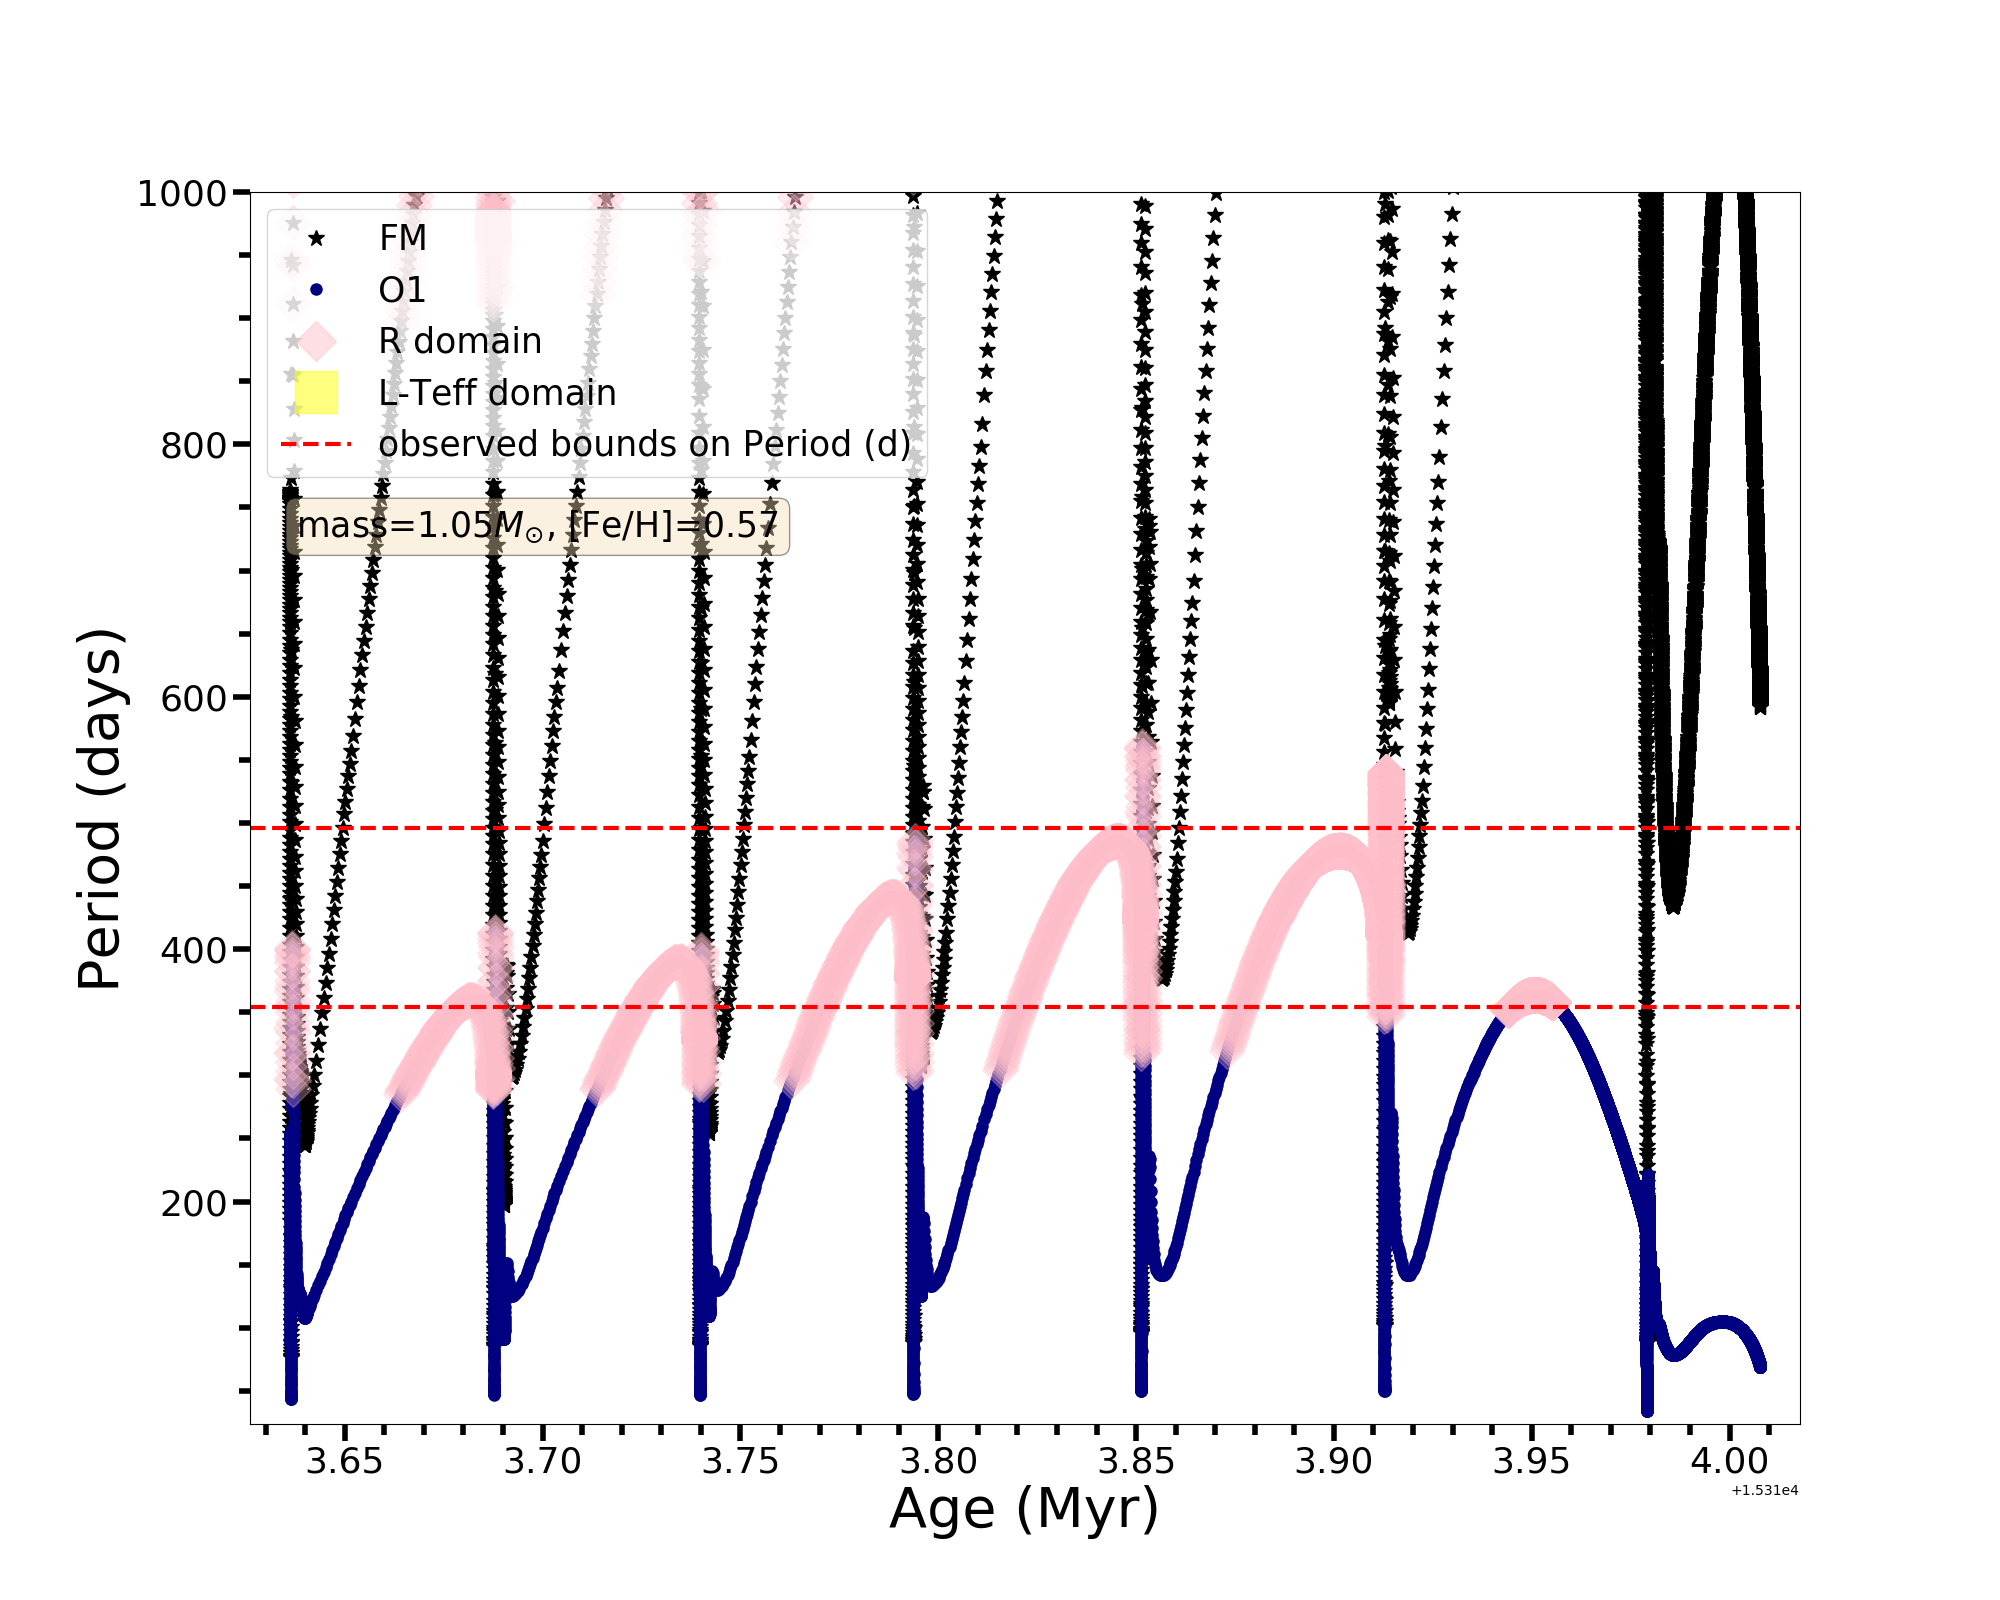 1000
800
600
400
200
Period (days)
FM
O1
R domain
L-Teff domain
observed bounds on Period (d)
mass=1.05M⊙, [Fe/H]=0.57
3.65 3.70 3.75 3.80 3.85 3.90 3.95 4.00
+1.531e4
Age (Myr)